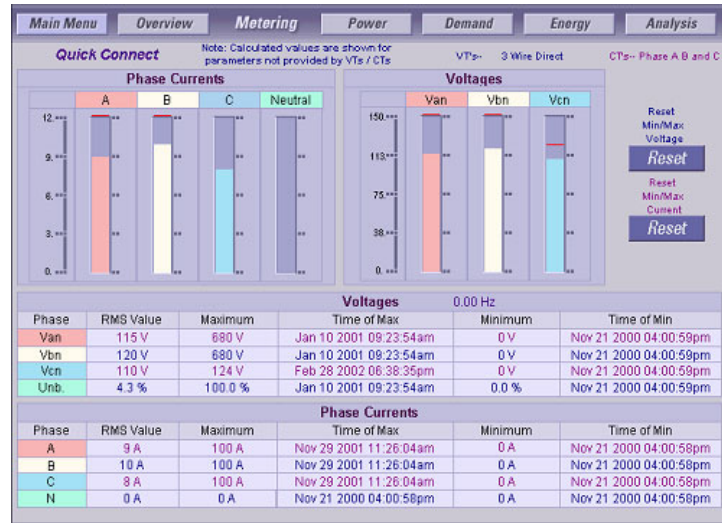 Main Menu Overview Metering Power Demand Energy Analysis
Quick Connect
Note: Calculated values are shown for
parameters not provided by VTs / CTs
VT's-- 3 Wire Direct
CT's-- Phase A B and C
Phase Currents
A B C Neutral
12.
9.
6.
3.
0.
Voltages
Van Vbn Vcn
150.
113.
75.
38.
0.
Reset
Min/Max
Voltage
Reset
Reset
Min/Max
Current
Reset
Voltages 0.00 Hz
Phase RMS Value Maximum Time of Max Minimum Time of Min
Van 115 V 680 V Jan 10 2001 09:23:54am 0 V Nov 21 2000 04:00:59pm
Vbn 120 V 680 V Jan 10 2001 09:23:54am 0 V Nov 21 2000 04:00:59pm
Vcn 110 V 124 V Feb 28 2002 06:38:35pm 0 V Nov 21 2000 04:00:59pm
Unb. 4.3 % 100.0 % Jan 10 2001 09:23:54am 0.0 % Nov 21 2000 04:00:59pm
Phase Currents
Phase RMS Value Maximum Time of Max Minimum Time of Min
A 9 A 100 A Nov 29 2001 11:26:04am 0 A Nov 21 2000 04:00:58pm
B 10 A 100 A Nov 29 2001 11:26:04am 0 A Nov 21 2000 04:00:58pm
C 8 A 100 A Nov 29 2001 11:26:04am 0 A Nov 21 2000 04:00:58pm
N 0 A 0 A Nov 21 2000 04:00:58pm 0 A Nov 21 2000 04:00:58pm